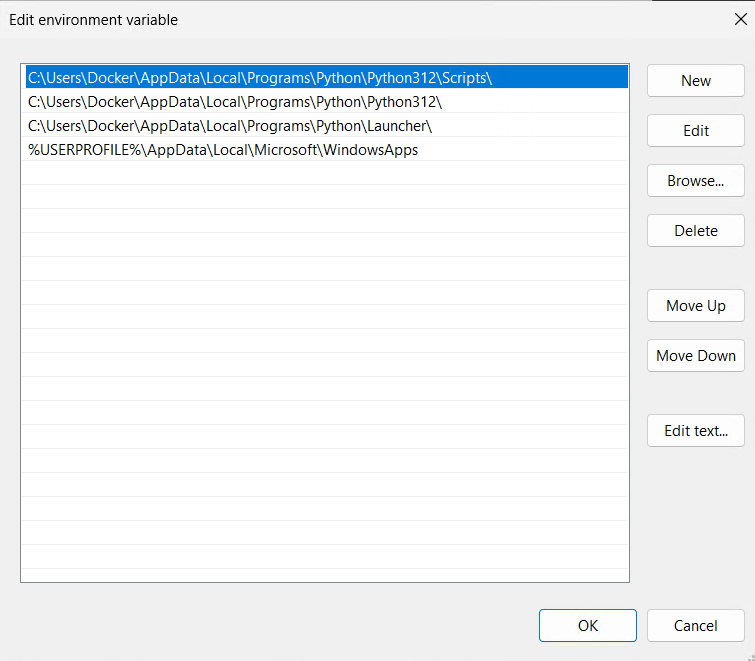 Edit environment variable
C:\Users\Docker\AppData\Local\Programs\Python\Python312\Scripts\
C:\Users\Docker\AppData\Local\Programs\Python\Python312\
C:\Users\Docker\AppData\Local\Programs\Python\Launcher\
%USERPROFILE%\AppData\Local\Microsoft\WindowsApps
New
Edit
Browse...
Delete
Move Up
Move Down
Edit text...
OK
Cancel